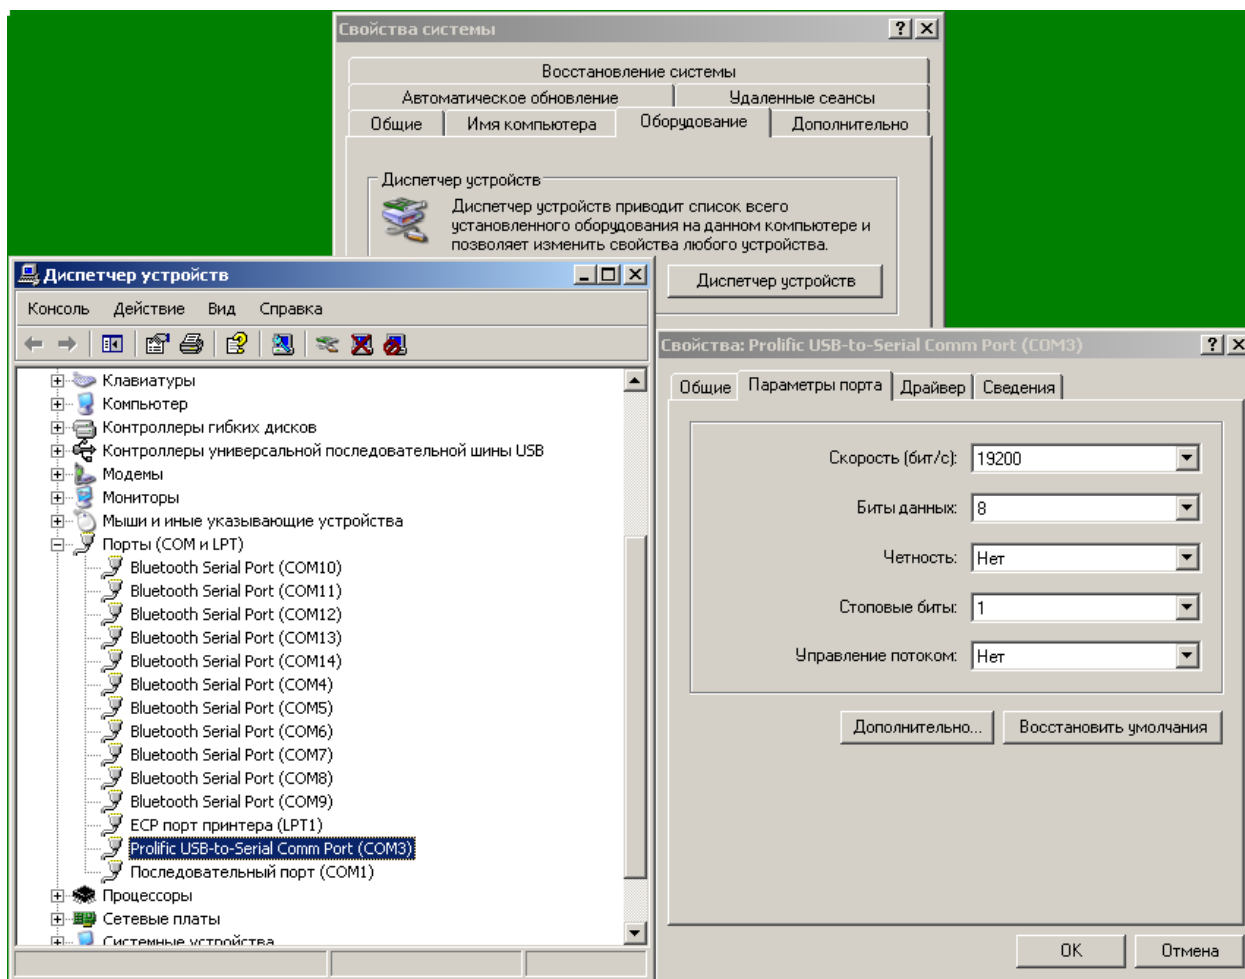 Свойства системы
Восстановление системы
Автоматическое обновление
Удаленные сеансы
Общие
Имя компьютера
Оборудование
Дополнительно
Диспетчер устройств
Диспетчер устройств приводит список всего
установленного оборудования на данном компьютере и
позволяет изменить свойства любого устройства.
Диспетчер устройств
Диспетчер устройств
Консоль
Действие
Вид
Справка
Клавиатуры
Компьютер
Контроллеры гибких дисков
Контроллеры универсальной последовательной шины USB
Модемы
Мониторы
Мыши и иные указывающие устройства
Порты (COM и LPT)
Bluetooth Serial Port (COM10)
Bluetooth Serial Port (COM11)
Bluetooth Serial Port (COM12)
Bluetooth Serial Port (COM13)
Bluetooth Serial Port (COM14)
Bluetooth Serial Port (COM4)
Bluetooth Serial Port (COM5)
Bluetooth Serial Port (COM6)
Bluetooth Serial Port (COM7)
Bluetooth Serial Port (COM8)
Bluetooth Serial Port (COM9)
ECP порт принтера (LPT1)
Prolific USB-to-Serial Comm Port (COM3)
Последовательный порт (COM1)
Процессоры
Сетевые платы
Системные устройства
Свойства: Prolific USB-to-Serial Comm Port (COM3)
Общие
Параметры порта
Драйвер
Сведения
Скорость (бит/с): 19200
Биты данных: 8
Четность: Нет
Стоповые биты: 1
Управление потоком: Нет
Дополнительно...
Восстановить умолчания
OK
Отмена